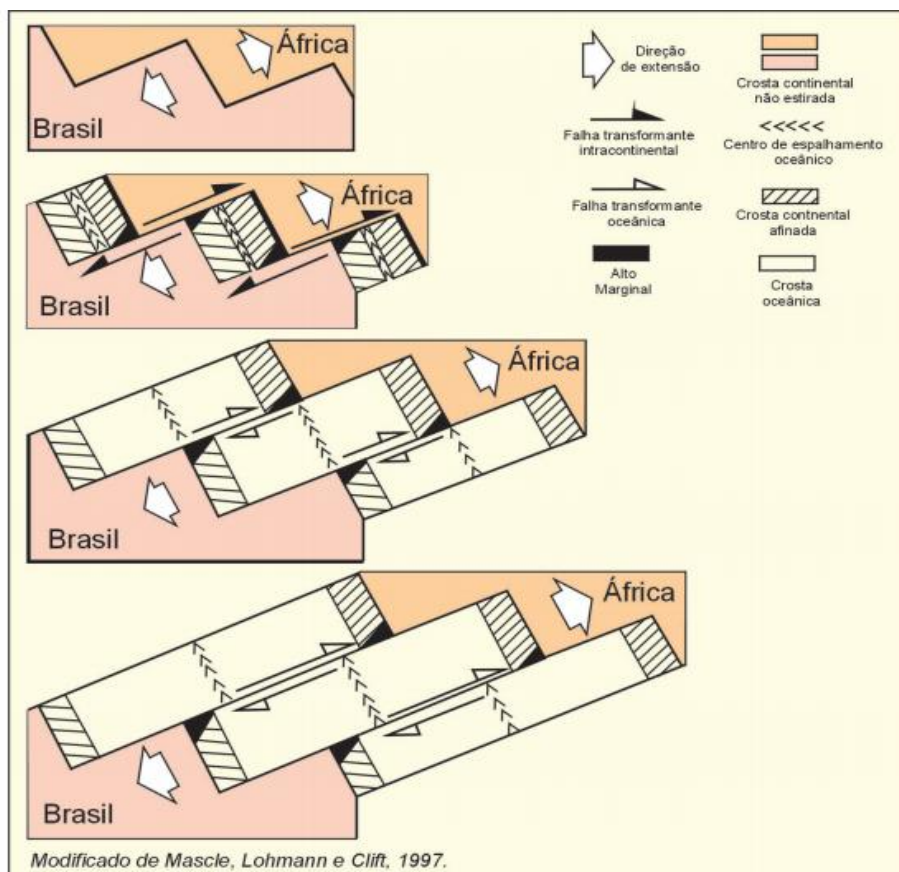 África
Brasil
África
Brasil
África
Brasil
África
Brasil
Direção
de extensão
Falha transformante
intracontinental
Falha transformante
oceânica
Alto
Marginal
Crosta continental
não estirada
Centro de espalhamento
oceânico
Crosta contnental
afinada
Crosta
oceânica
Modificado de Mascle, Lohmann e Clift, 1997.